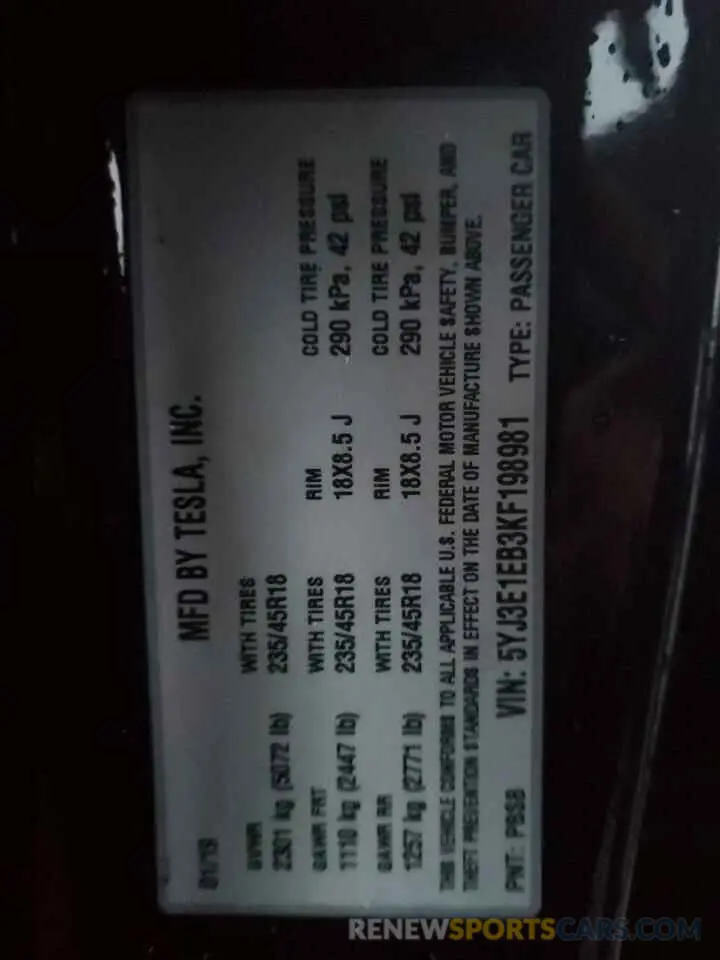 MFD BY TESLA, INC.
01/19
GVWR WITH TIRES
2301 kg (5072 lb) 235/45R18
GAWR FRT WITH TIRES RIM COLD TIRE PRESSURE
1110 kg (2447 lb) 235/45R18 18X8.5 J 290 kPa, 42 psi
GAWR RR WITH TIRES RIM COLD TIRE PRESSURE
1257 kg (2771 lb) 235/45R18 18X8.5 J 290 kPa, 42 psi
THIS VEHICLE CONFORMS TO ALL APPLICABLE U.S. FEDERAL MOTOR VEHICLE SAFETY, BUMPER, AND
THEFT PREVENTION STANDARDS IN EFFECT ON THE DATE OF MANUFACTURE SHOWN ABOVE.
PNT: PBSB VIN: 5YJ3E1EB3KF198981 TYPE: PASSENGER CAR
RENEWSPORTSCARS.COM